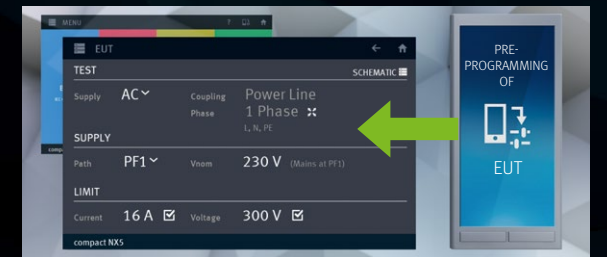 MENU ?
EUT
TEST SCHEMATIC
Supply AC Coupling Power Line
Phase 1 Phase
L, N, PE
SUPPLY
Path PF1 Vnom 230 V (Mains at PF1)
LIMIT
Current 16 A Voltage 300 V
compact NX5
PRE-
PROGRAMMING
OF
EUT